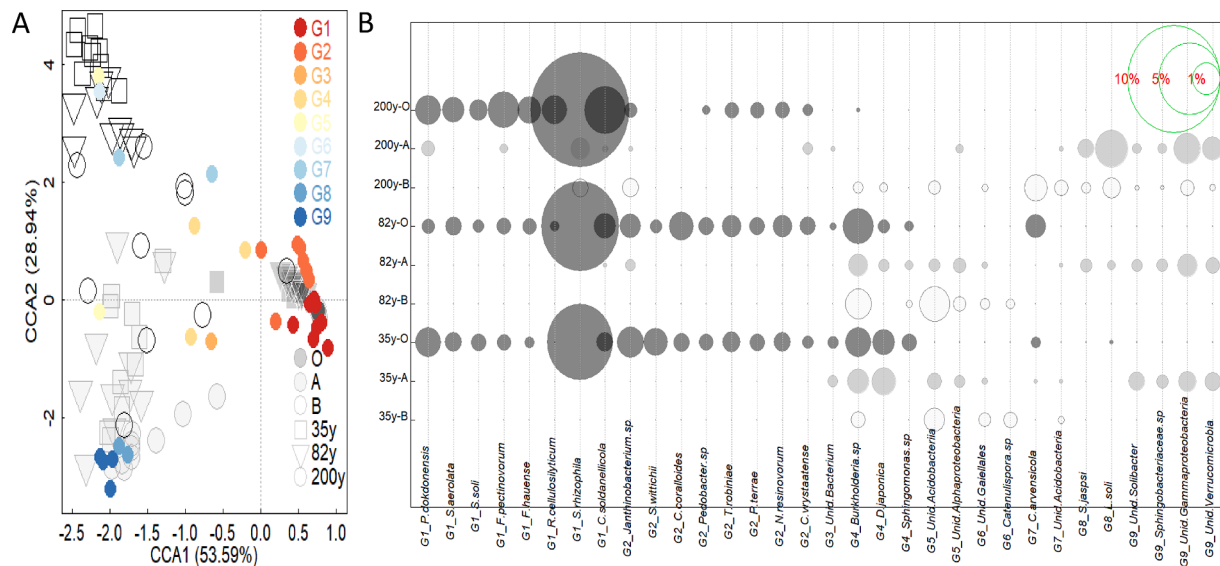 A
B
CCA2 (28.94%)
4
2
0
-2
-2.5
-2.0
-1.5
-1.0
0.0
0.5
1.0
CCA1 (53.59%)
G1
G2
G3
G4
G5
G6
G7
G8
G9
O
A
B
35y
82y
200y
10%
5%
1%
200y-O
200y-A
200y-B
82y-O
82y-A
82y-B
35y-O
35y-A
35y-B
G1_P.dokdonensis
G1_S.aerolata
G1_S.soli
G1_F.pectinovorum
G1_F.hauense
G1_R.cellulosilyticum
G1_S.rhizophila
G1_C.soldanellicola
G2_Janthinobacterium.sp
G2_S.wittichii
G2_C.coralloides
G2_Pedobacter.sp
G2_T.robiniae
G2_P.terrae
G2_N.resinovorum
G2_C.vrystaatense
G3_Unid.Bacterium
G4_Burkholderia.sp
G4_D.japonica
G4_Sphingomonas.sp
G5_Unid.Acidobacteriia
G5_Unid.Alphaproteobacteria
G6_Unid.Gaiellales
G6_Catenulispora.sp
G7_C.arvensicola
G7_Unid.Acidobacteria
G8_S.jaspsi
G8_L.soli
G9_Unid.Solibacter
G9_Sphingobacteriaceae.sp
G9_Unid.Gammaproteobacteria
G9_Unid.Verrucomicrobia